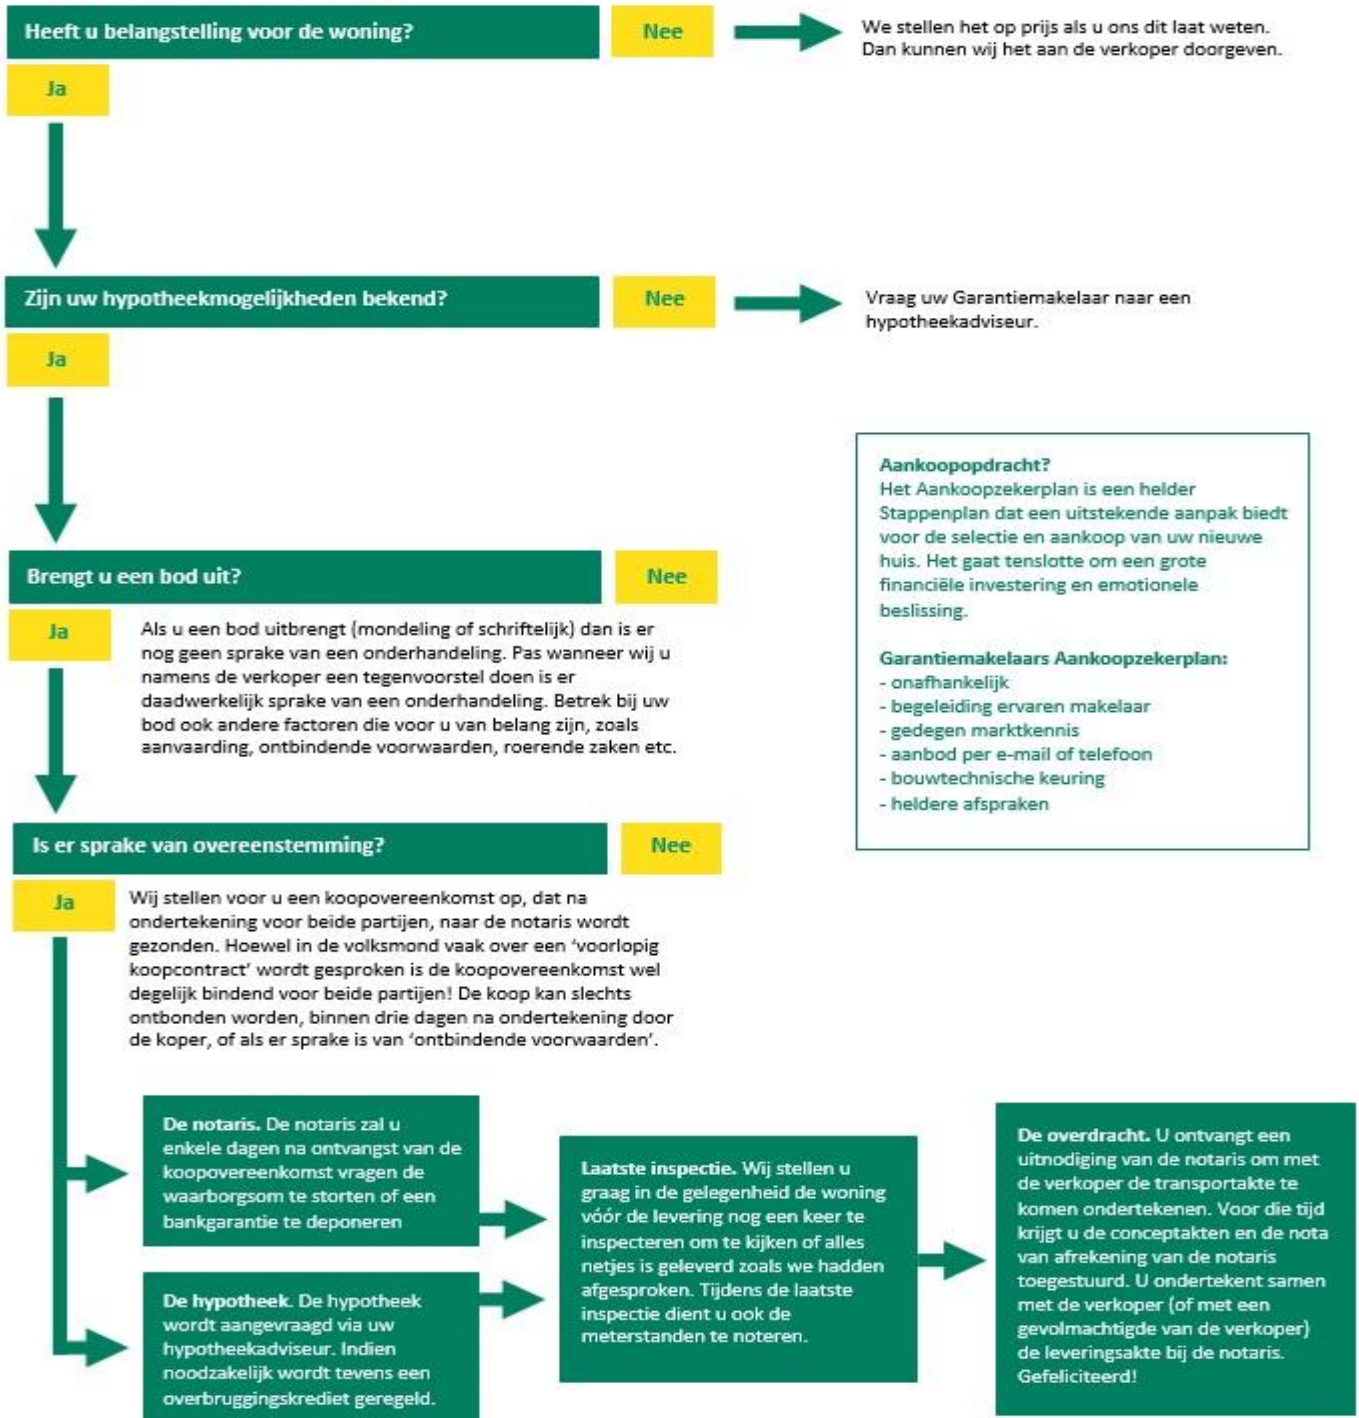 Heeft u belangstelling voor de woning?
Nee
We stellen het op prijs als u ons dit laat weten.
Dan kunnen wij het aan de verkoper doorgeven.
Ja
Zijn uw hypotheekmogelijkheden bekend?
Nee
Vraag uw Garantiemakelaar naar een
hypotheekadviseur.
Ja
Aankoopopdracht?
Het Aankoopzekerplan is een helder
Stappenplan dat een uitstekende aanpak biedt
voor de selectie en aankoop van uw nieuwe
huis. Het gaat tenslotte om een grote
financiële investering en emotionele
beslissing.
Garantiemakelaars Aankoopzekerplan:
- onafhankelijk
- begeleiding ervaren makelaar
- gedegen marktkennis
- aanbod per e-mail of telefoon
- bouwtechnische keuring
- heldere afspraken
Brengt u een bod uit?
Nee
Ja
Als u een bod uitbrengt (mondeling of schriftelijk) dan is er
nog geen sprake van een onderhandeling. Pas wanneer wij u
namens de verkoper een tegenvoorstel doen is er
daadwerkelijk sprake van een onderhandeling. Betrek bij uw
bod ook andere factoren die voor u van belang zijn, zoals
aanvaarding, ontbindende voorwaarden, roerende zaken etc.
Is er sprake van overeenstemming?
Nee
Ja
Wij stellen voor u een koopovereenkomst op, dat na
ondertekening voor beide partijen, naar de notaris wordt
gezonden. Hoewel in de volksmond vaak over een ‘voorlopig
koopcontract’ wordt gesproken is de koopovereenkomst wel
degelijk bindend voor beide partijen! De koop kan slechts
ontbonden worden, binnen drie dagen na ondertekening door
de koper, of als er sprake is van ‘ontbindende voorwaarden’.
De notaris. De notaris zal u
enkele dagen na ontvangst van de
koopovereenkomst vragen de
waarborgsom te storten of een
bankgarantie te deponeren
De hypotheek. De hypotheek
wordt aangevraagd via uw
hypotheekadviseur. Indien
noodzakelijk wordt tevens een
overbruggingskrediet geregeld.
Laatste inspectie. Wij stellen u
graag in de gelegenheid de woning
vóór de levering nog een keer te
inspecteren om te kijken of alles
netjes is geleverd zoals we hadden
afgesproken. Tijdens de laatste
inspectie dient u ook de
meterstanden te noteren.
De overdracht. U ontvangt een
uitnodiging van de notaris om met
de verkoper de transportakte te
komen ondertekenen. Voor die tijd
krijgt u de conceptakten en de nota
van afrekening van de notaris
toegestuurd. U ondertekent samen
met de verkoper (of met een
gevolmachtigde van de verkoper)
de leveringsakte bij de notaris.
Gefeliciteerd!